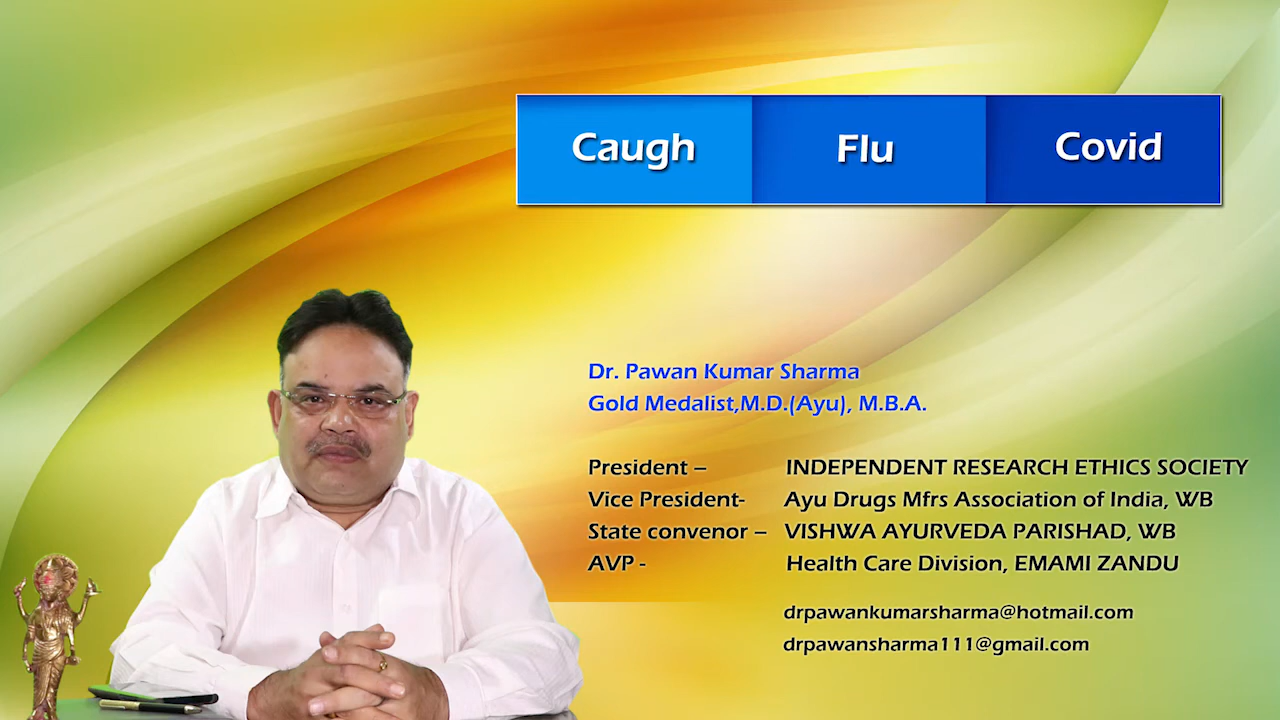 Caugh Flu Covid
Dr. Pawan Kumar Sharma
Gold Medalist,M.D.(Ayu), M.B.A.
President – INDEPENDENT RESEARCH ETHICS SOCIETY
Vice President- Ayu Drugs Mfrs Association of India, WB
State convenor – VISHWA AYURVEDA PARISHAD, WB
AVP - Health Care Division, EMAMI ZANDU
drpawankumarsharma@hotmail.com
drpawansharma111@gmail.com